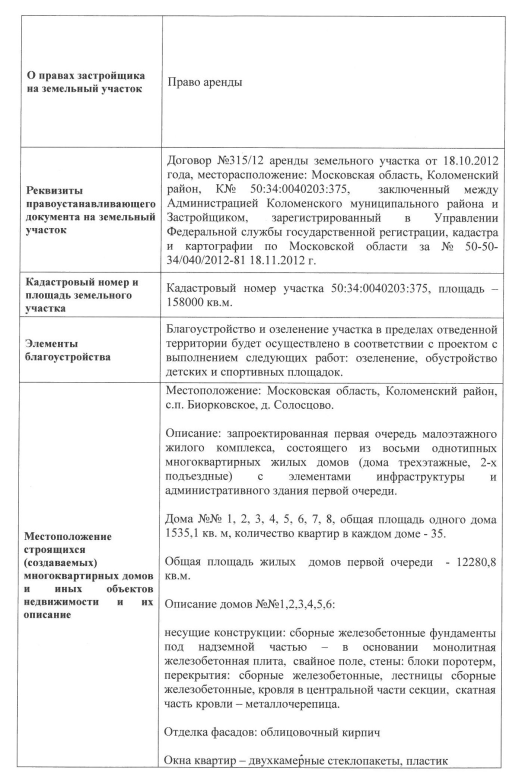 О правах застройщика
на земельный участок
Право аренды
Реквизиты
правоустанавливающего
документа на земельный
участок
Договор №315/12 аренды земельного участка от 18.10.2012
года, месторасположение: Московская область, Коломенский
район, К№ 50:34:0040203:375, заключенный между
Администрацией Коломенского муниципального района и
Застройщиком, зарегистрированный в Управлении
Федеральной службы государственной регистрации, кадастра
и картографии по Московской области за № 50-50-
34/040/2012-81 18.11.2012 г.
Кадастровый номер и
площадь земельного
участка
Кадастровый номер участка 50:34:0040203:375, площадь –
158000 кв.м.
Элементы
благоустройства
Благоустройство и озеленение участка в пределах отведенной
территории будет осуществлено в соответствии с проектом с
выполнением следующих работ: озеленение, обустройство
детских и спортивных площадок.
Местоположение
строящихся
(создаваемых)
многоквартирных домов
и иных объектов
недвижимости и их
описание
Местоположение: Московская область, Коломенский район,
с.п. Биорковское, д. Солосцово.
Описание: запроектированная первая очередь малоэтажного
жилого комплекса, состоящего из восьми однотипных
многоквартирных жилых домов (дома трехэтажные, 2-х
подъездные) с элементами инфраструктуры и
административного здания первой очереди.
Дома №№ 1, 2, 3, 4, 5, 6, 7, 8, общая площадь одного дома
1535,1 кв. м, количество квартир в каждом доме - 35.
Общая площадь жилых домов первой очереди - 12280,8
кв.м.
Описание домов №№1,2,3,4,5,6:
несущие конструкции: сборные железобетонные фундаменты
под надземной частью – в основании монолитная
железобетонная плита, свайное поле, стены: блоки поротерм,
перекрытия: сборные железобетонные, лестницы сборные
железобетонные, кровля в центральной части секции, скатная
часть кровли – металлочерепица.
Отделка фасадов: облицовочный кирпич
Окна квартир – двухкамерные стеклопакеты, пластик